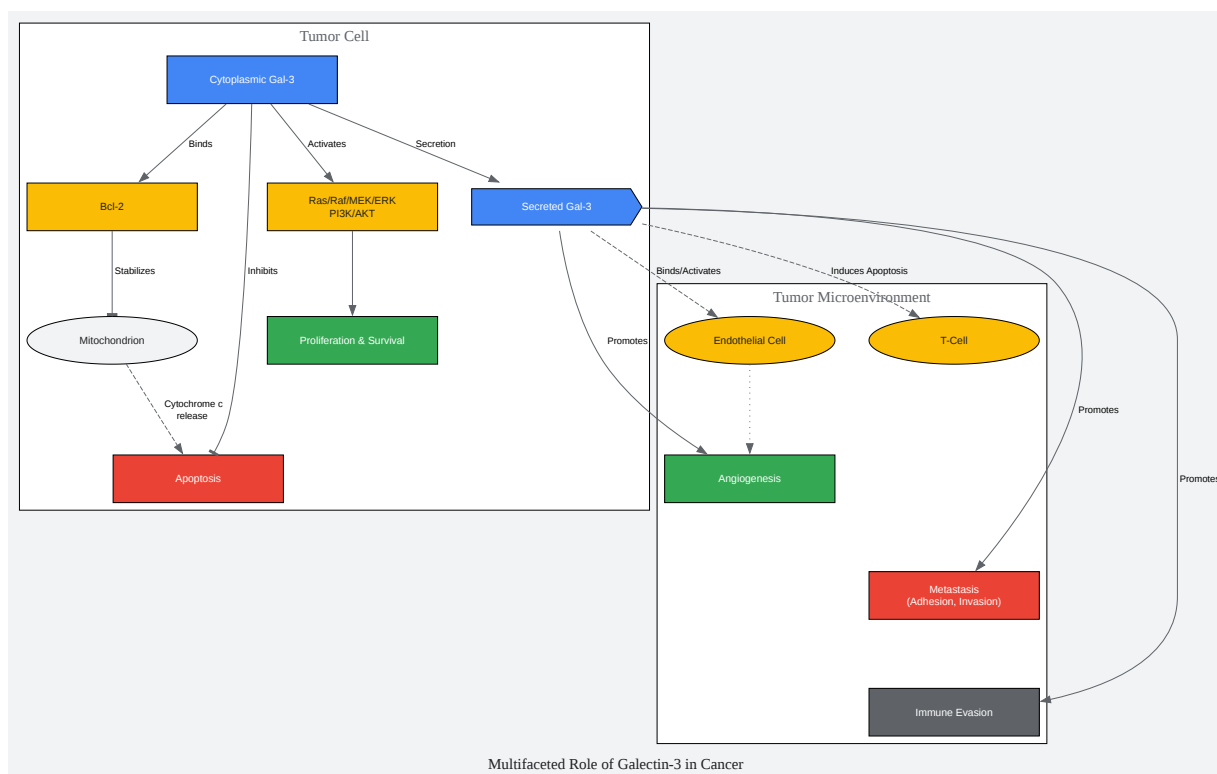 Tumor Cell
Cytoplasmic Gal-3
Binds
Activates
Secretion
Bcl-2
Ras/Raf/MEK/ERK
PI3K/AKT
Secreted Gal-3
Stabilizes
Inhibits
Binds/Activates
Induces Apoptosis
Tumor Microenvironment
Mitochondrion
Proliferation & Survival
Promotes
Endothelial Cell
T-Cell
Cytochrome c
release
Promotes
Apoptosis
Angiogenesis
Promotes
Metastasis
(Adhesion, Invasion)
Immune Evasion
Multifaceted Role of Galectin-3 in Cancer